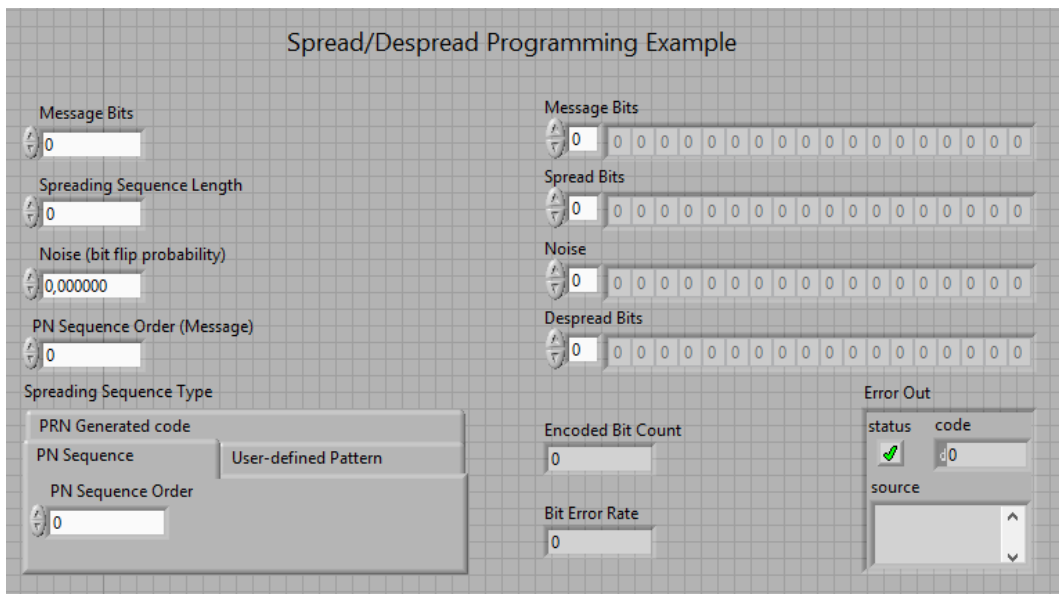 Spread/Despread Programming Example
Message Bits
0
Spreading Sequence Length
0
Noise (bit flip probability)
0,000000
PN Sequence Order (Message)
0
Spreading Sequence Type
PRN Generated code
PN Sequence
User-defined Pattern
PN Sequence Order
0
Message Bits
0 0 0 0 0 0 0 0 0 0 0 0 0 0 0 0 0 0 0
Spread Bits
0 0 0 0 0 0 0 0 0 0 0 0 0 0 0 0 0 0 0
Noise
0 0 0 0 0 0 0 0 0 0 0 0 0 0 0 0 0 0 0
Despread Bits
0 0 0 0 0 0 0 0 0 0 0 0 0 0 0 0 0 0 0
Encoded Bit Count
0
Bit Error Rate
0
Error Out
status code
d0
source